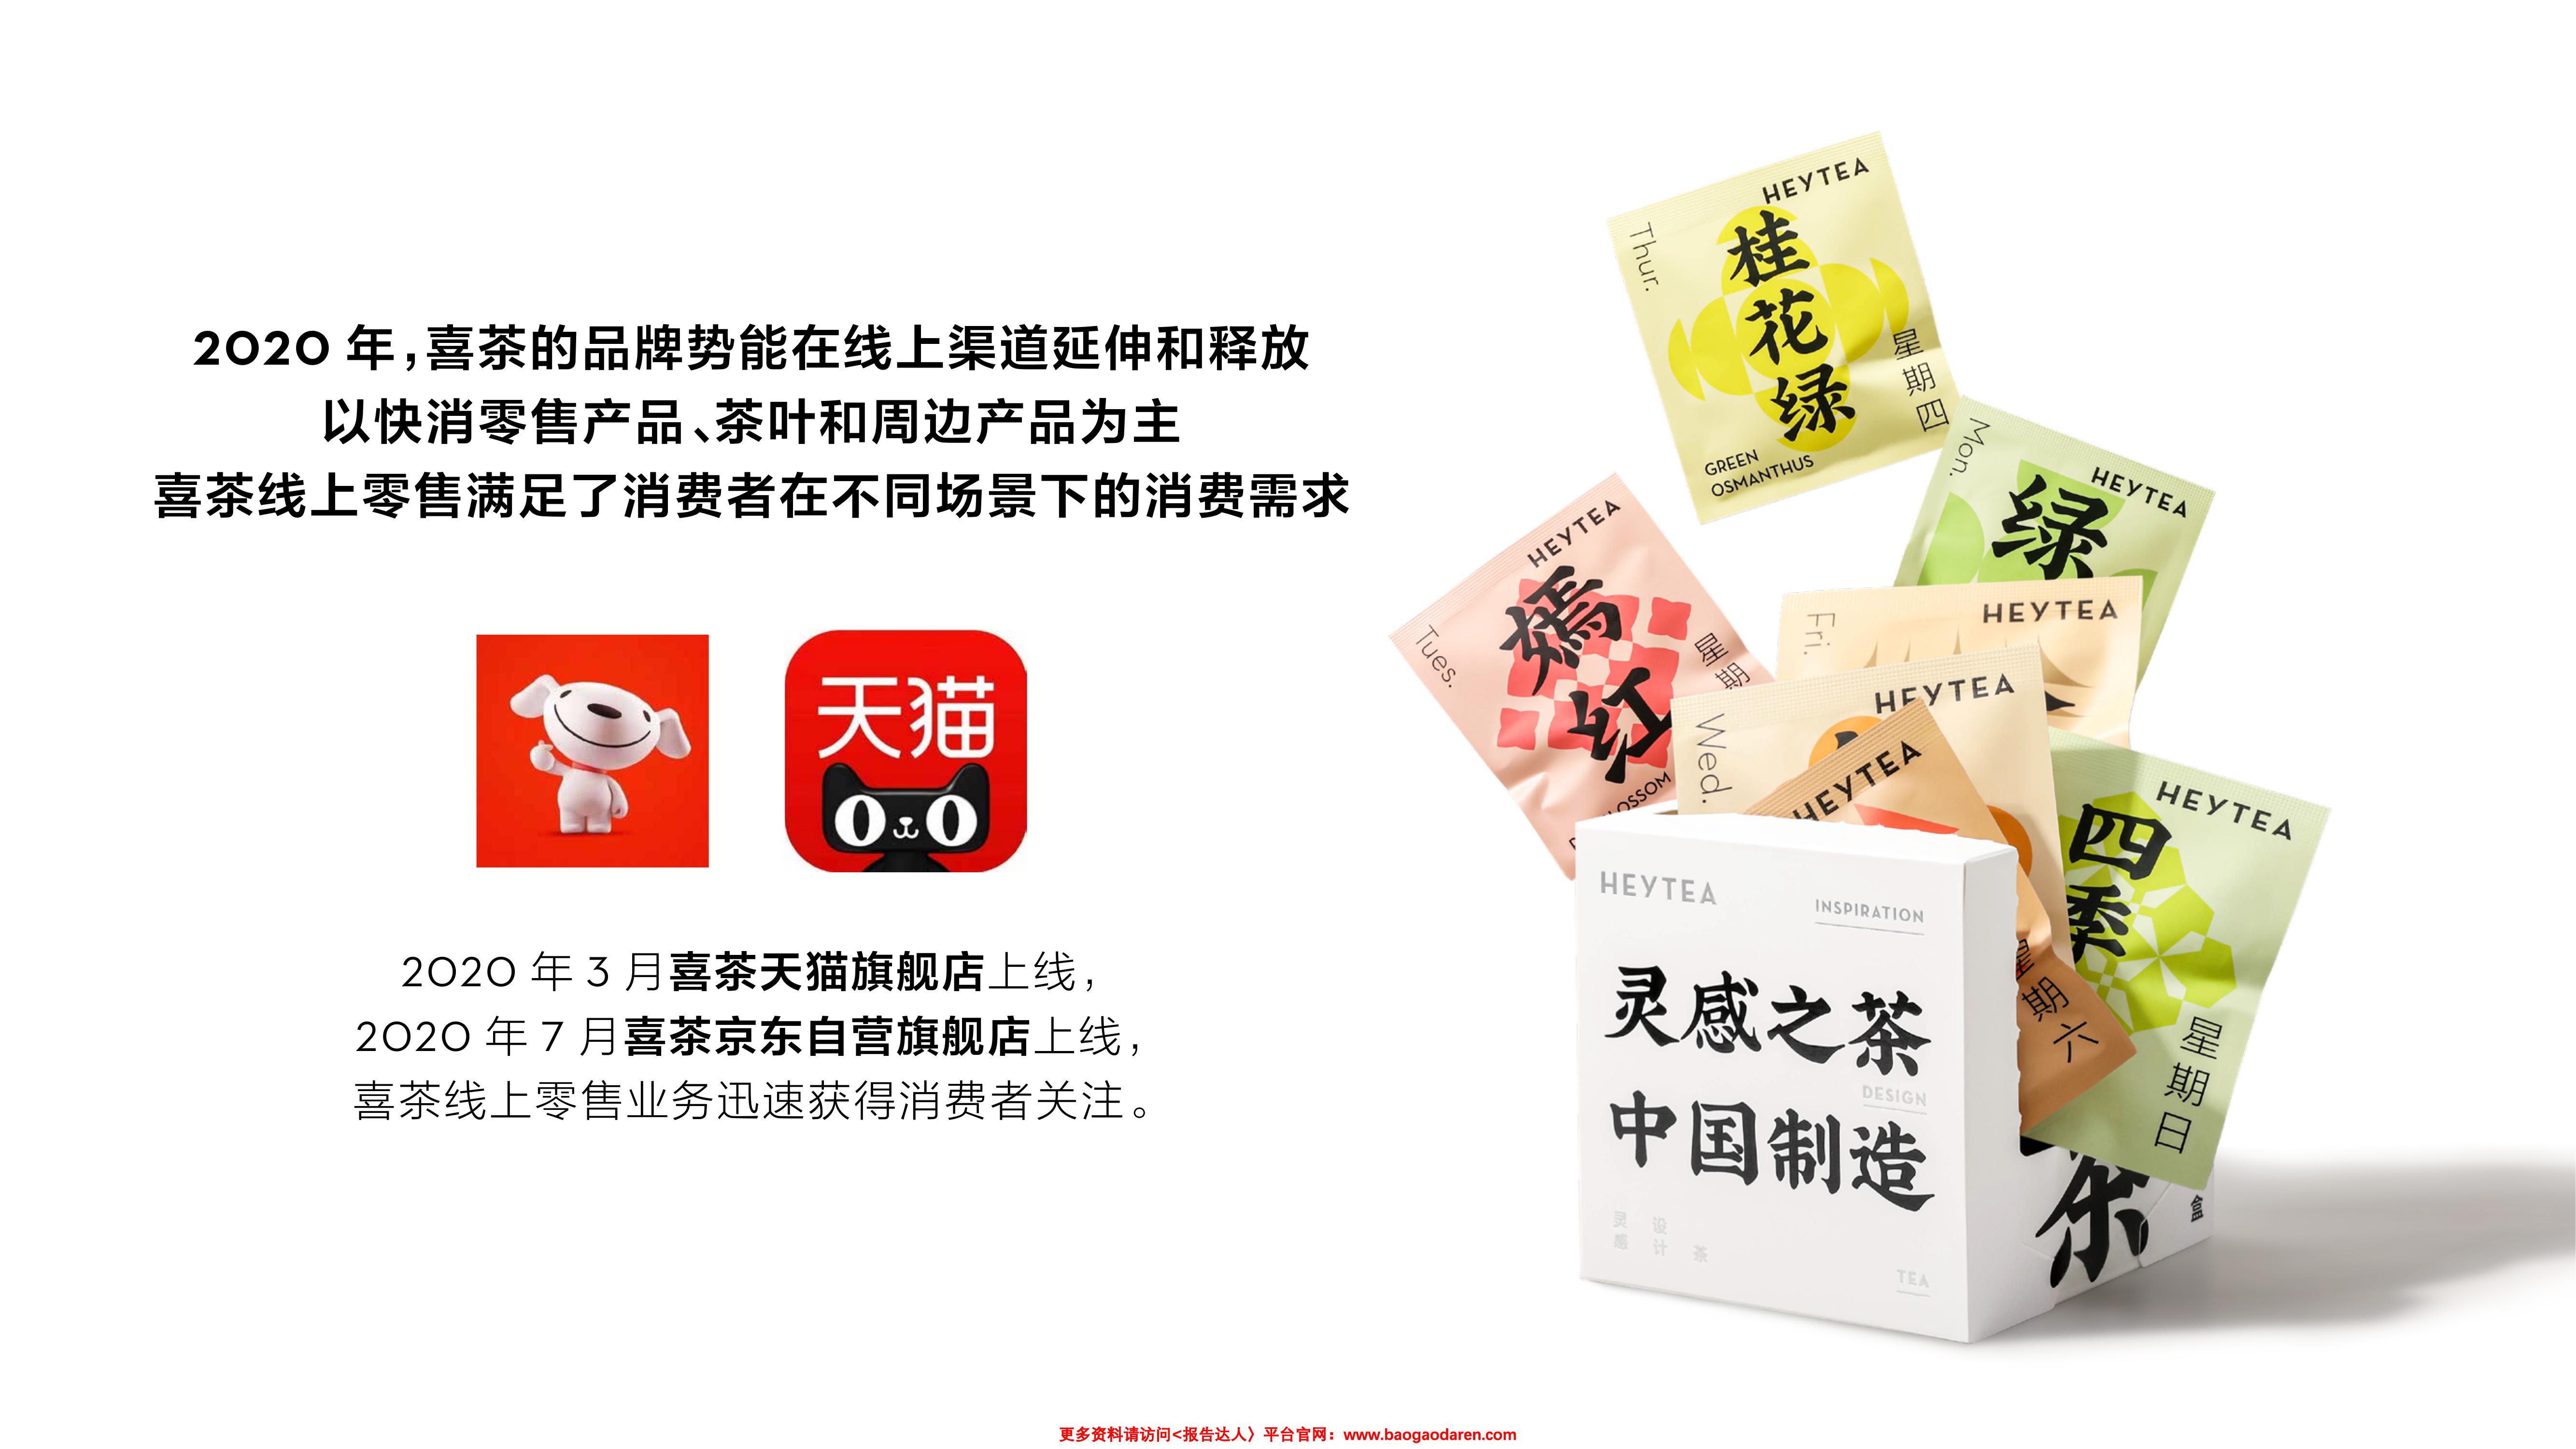 2020 年，喜茶的品牌势能在线上渠道延伸和释放
以快消零售产品、茶叶和周边产品为主
喜茶线上零售满足了消费者在不同场景下的消费需求
天猫
2020 年 3 月喜茶天猫旗舰店上线，
2020 年 7 月喜茶京东自营旗舰店上线，
喜茶线上零售业务迅速获得消费者关注。
HEYTEA
Thur.
桂花绿
星期四
GREEN
OSMANTHUS
Mon.
HEYTEA
绿
HEYTEA
Tues.
嫣红
星期
LOSSOM
Fri.
HEYTEA
Wed.
HEYTEA
HEYTEA
星期六
HEYTEA
四季
星期日
HEYTEA
INSPIRATION
灵感之茶
DESIGN
中国制造
灵感
设计
茶
TEA
茶
盒
更多资料请访问<报告达人〉平台官网：www.baogaodaren.com